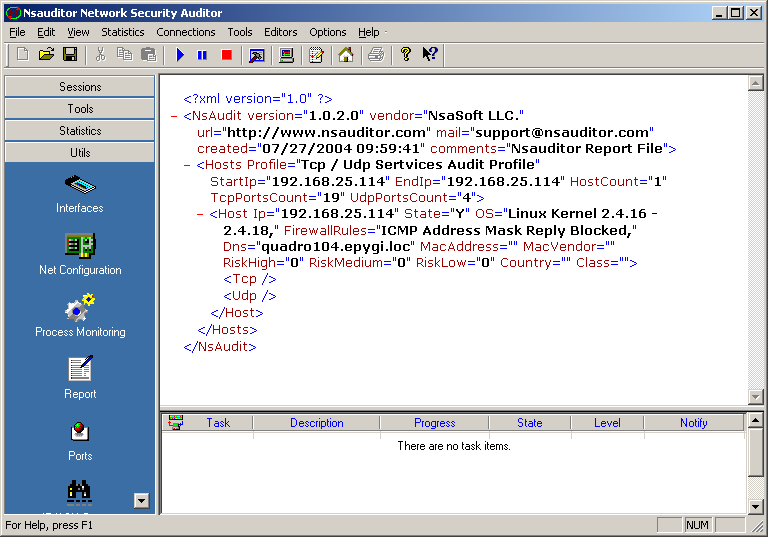 Nsauditor Network Security Auditor
File Edit View Statistics Connections Tools Editors Options Help
Sessions
Tools
Statistics
Utils
Interfaces
Net Configuration
Process Monitoring
Report
Ports
<?xml version="1.0" ?>
− <NsAudit version="1.0.2.0" vendor="NsaSoft LLC."
url="http://www.nsauditor.com" mail="support@nsauditor.com"
created="07/27/2004 09:59:41" comments="Nsauditor Report File">
− <Hosts Profile="Tcp / Udp Sertvices Audit Profile"
StartIp="192.168.25.114" EndIp="192.168.25.114" HostCount="1"
TcpPortsCount="19" UdpPortsCount="4">
− <Host Ip="192.168.25.114" State="Y" OS="Linux Kernel 2.4.16 -
2.4.18," FirewallRules="ICMP Address Mask Reply Blocked,"
Dns="quadro104.epygi.loc" MacAddress="" MacVendor=""
RiskHigh="0" RiskMedium="0" RiskLow="0" Country="" Class="">
<Tcp />
<Udp />
</Host>
</Hosts>
</NsAudit>
Task Description Progress State Level Notify
There are no task items.
For Help, press F1
NUM